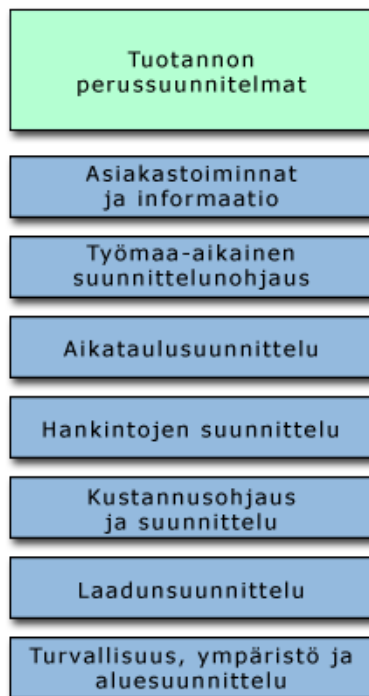 Tuotannon
perussuunnitelmat
Asiakastoiminnat
ja informaatio
Työmaa-aikainen
suunnittelunohjaus
Aikataulusuunnittelu
Hankintojen suunnittelu
Kustannusohjaus
ja suunnittelu
Laadunsuunnittelu
Turvallisuus, ympäristö ja
aluesuunnittelu